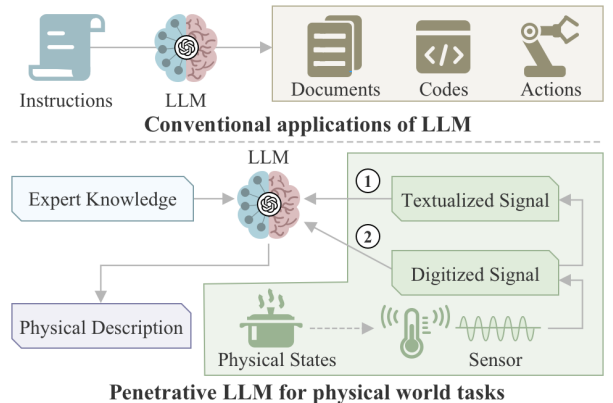 Instructions
LLM
Documents
Codes
Actions
Conventional applications of LLM
LLM
Expert Knowledge
1
Textualized Signal
2
Digitized Signal
Physical Description
Physical States
Sensor
Penetrative LLM for physical world tasks